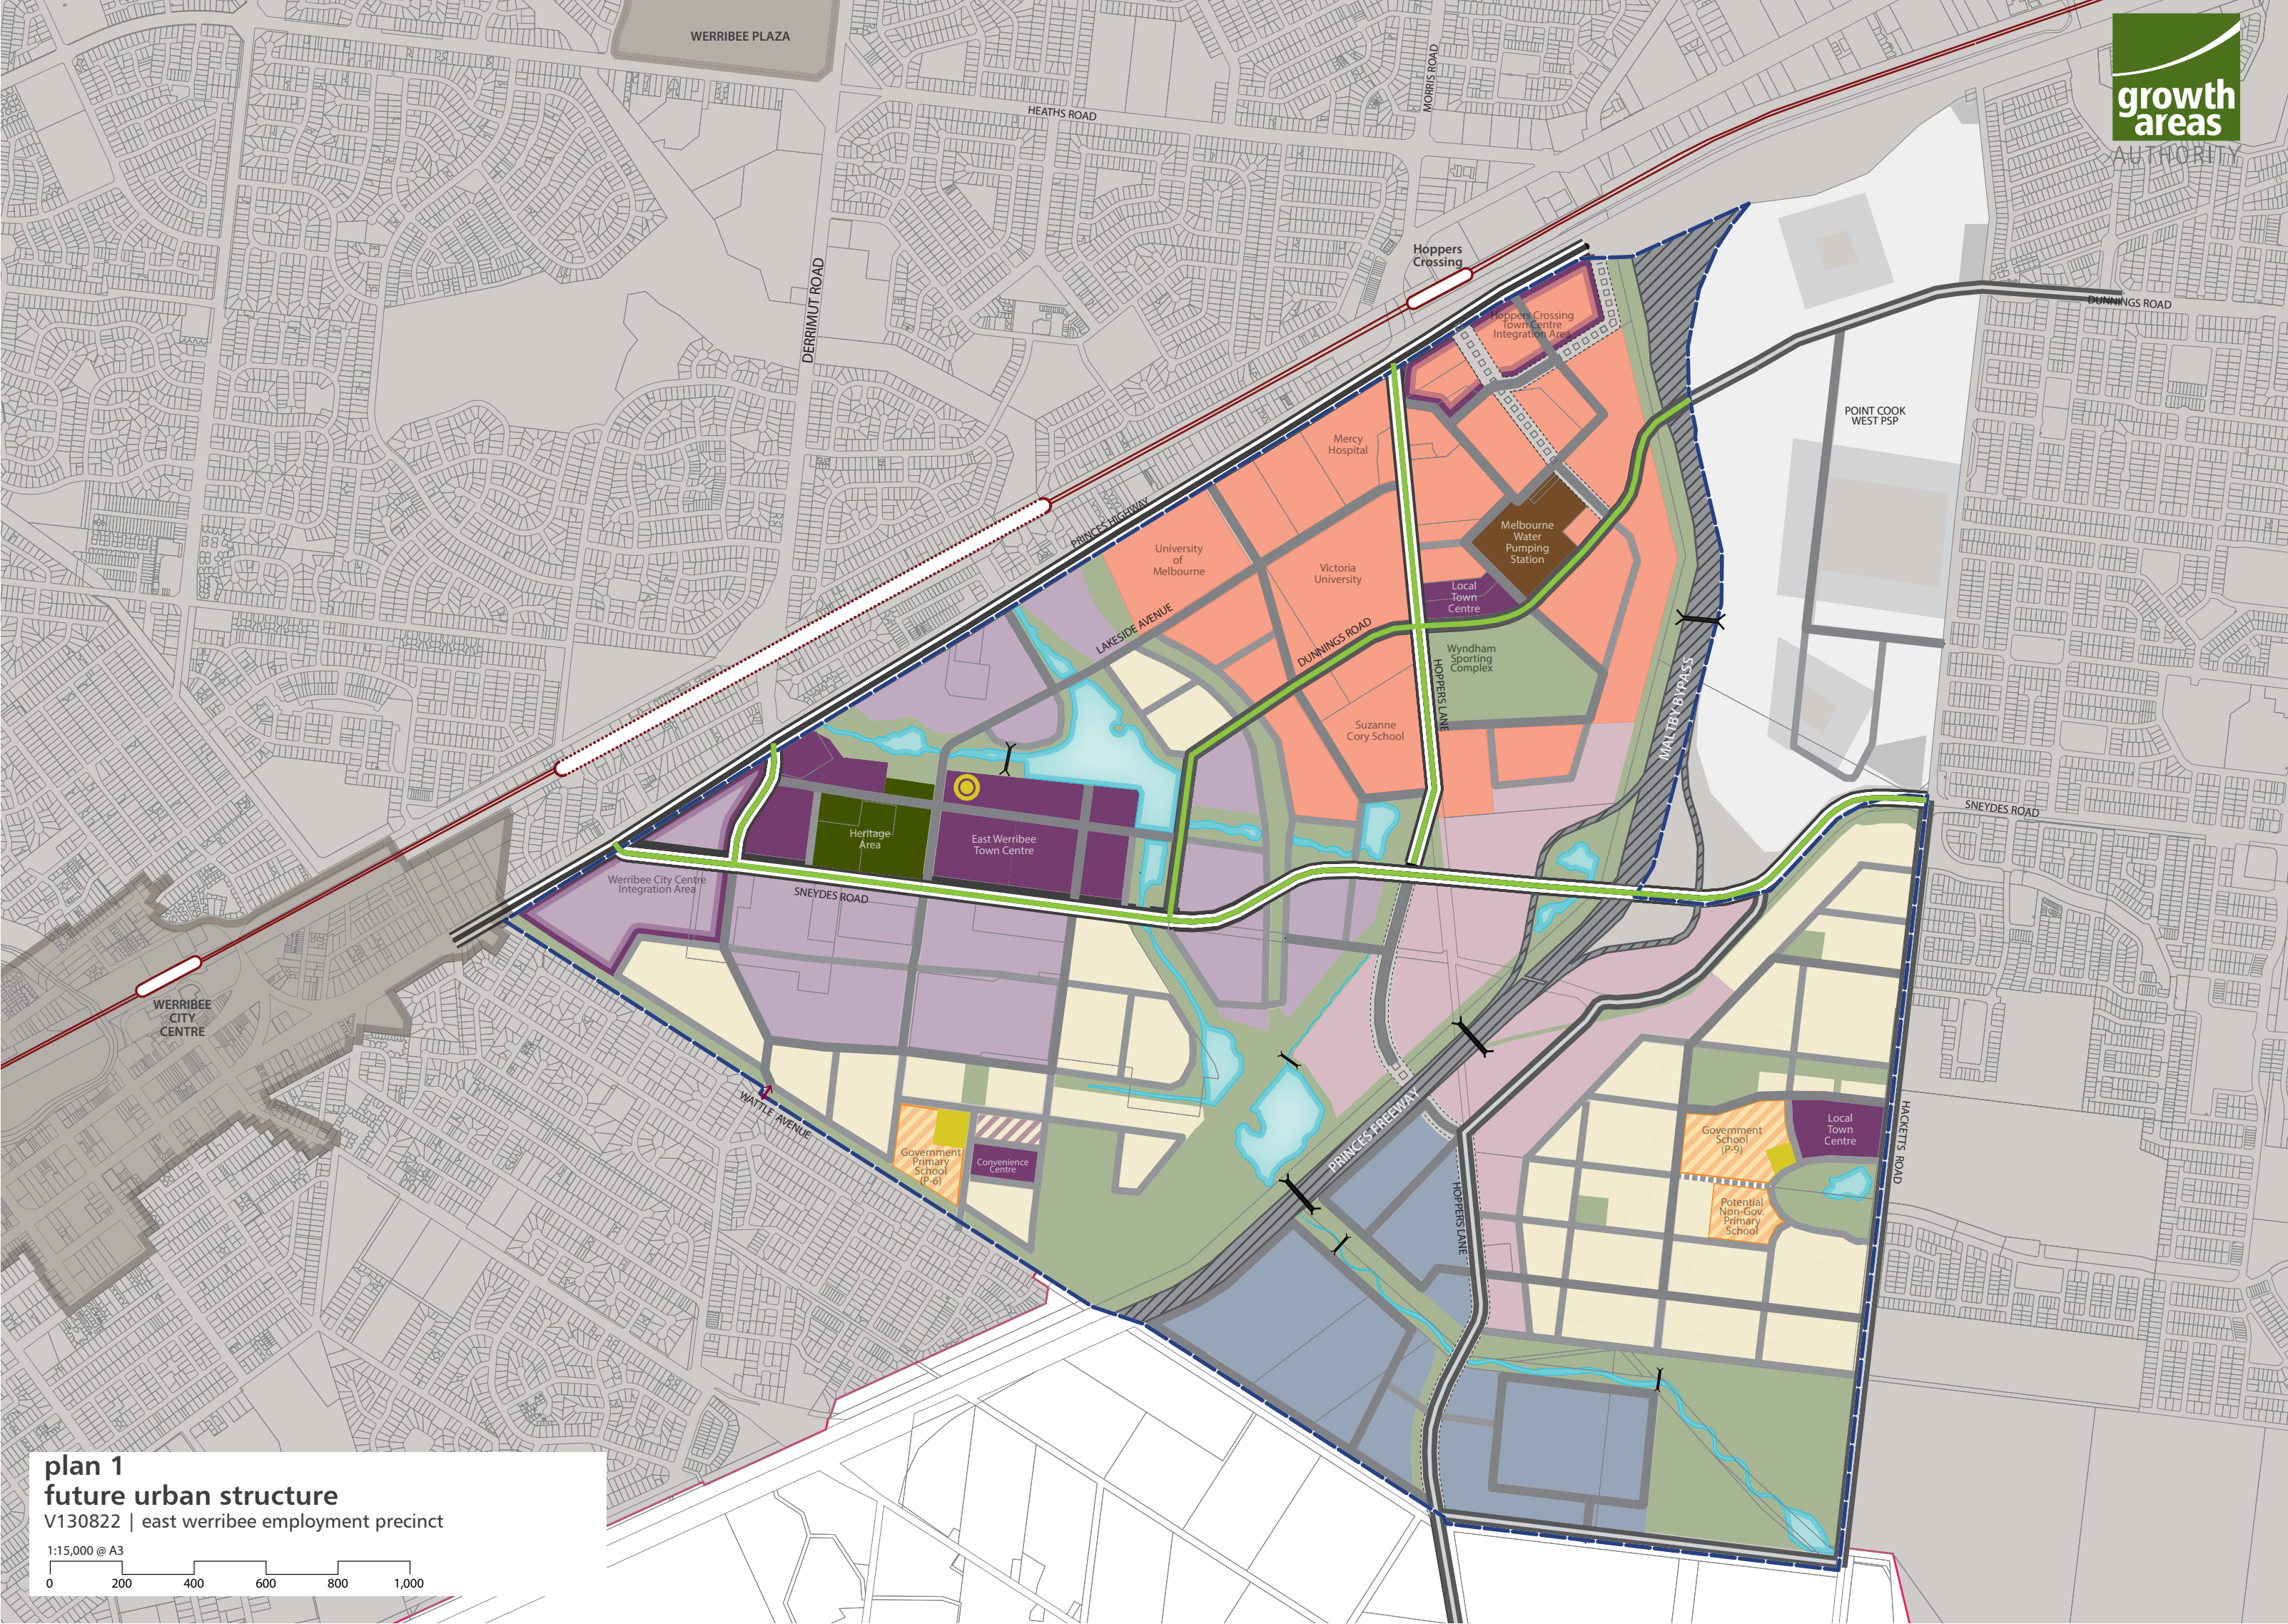 WERRIBEE PLAZA
growth
areas
AUTHORITY
MORRIS ROAD
HEATHS ROAD
Hoppers
Crossing
DERRIMUT ROAD
DUNNINGS ROAD
Hoppers Crossing
Town Centre
Integration Area
POINT COOK
WEST PSP
Mercy
Hospital
PRINCES HIGHWAY
Melbourne
Water
Pumping
Station
University
of
Melbourne
Victoria
University
Local
Town
Centre
LAKESIDE AVENUE
DUNNINGS ROAD
Wyndham
Sporting
Complex
HOPPERS LANE
MALTBY BYPASS
Suzanne
Cory School
SNEYDES ROAD
Heritage
Area
East Werribee
Town Centre
Werribee City Centre
Integration Area
SNEYDES ROAD
WERRIBEE
CITY
CENTRE
WATTLE AVENUE
PRINCES FREEWAY
HACKETTS ROAD
Government
School
(P-9)
Local
Town
Centre
Government
Primary
School
(P-6)
Convenience
Centre
Potential
Non-Gov.
Primary
School
HOPPERS LANE
plan 1
future urban structure
V130822 | east werribee employment precinct
1:15,000 @ A3
0 200 400 600 800 1,000